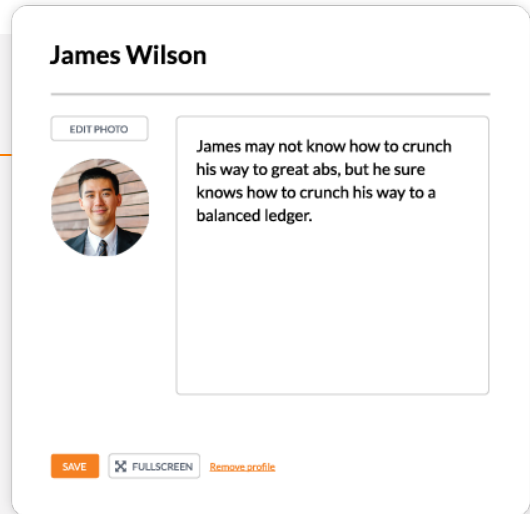 James Wilson
EDIT PHOTO
James may not know how to crunch
his way to great abs, but he sure
knows how to crunch his way to a
balanced ledger.
SAVE
FULLSCREEN
Remove profile